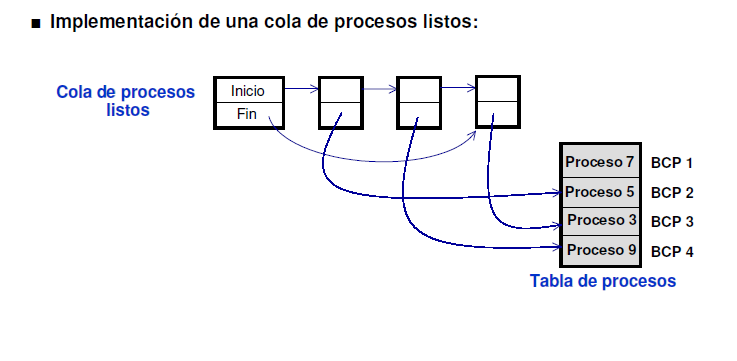 ■ Implementación de una cola de procesos listos:
Cola de procesos
listos
Inicio
Fin
Proceso 7 BCP 1
Proceso 5 BCP 2
Proceso 3 BCP 3
Proceso 9 BCP 4
Tabla de procesos